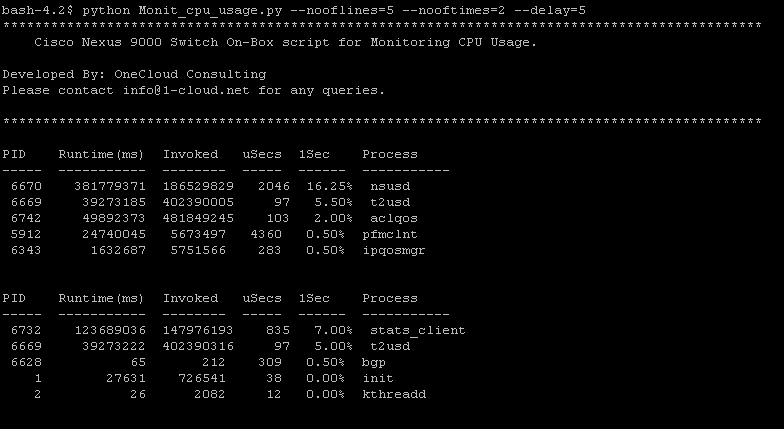 bash-4.2$ python Monit_cpu_usage.py --nooflines=5 --nooftimes=2 --delay=5
***********************************************************************************************
    Cisco Nexus 9000 Switch On-Box script for Monitoring CPU Usage.
Developed By: OneCloud Consulting
Please contact info@1-cloud.net for any queries.
***********************************************************************************************
PID    Runtime(ms)  Invoked   uSecs  1Sec    Process
-----  -----------  --------  -----  ------  -----------
 6670    381779371  186529829   2046  16.25%  nsusd
 6669     39273185  402390005     97   5.50%  t2usd
 6742     49892373  481849245    103   2.00%  aclqos
 5912     24740045    5673497   4360   0.50%  pfmclnt
 6343      1632687    5751566    283   0.50%  ipqosmgr
PID    Runtime(ms)  Invoked   uSecs  1Sec    Process
-----  -----------  --------  -----  ------  -----------
 6732    123689036  147976193    835   7.00%  stats_client
 6669     39273222  402390316     97   5.00%  t2usd
 6628           65        212    309   0.50%  bgp
    1        27631     726541     38   0.00%  init
    2           26       2082     12   0.00%  kthreadd